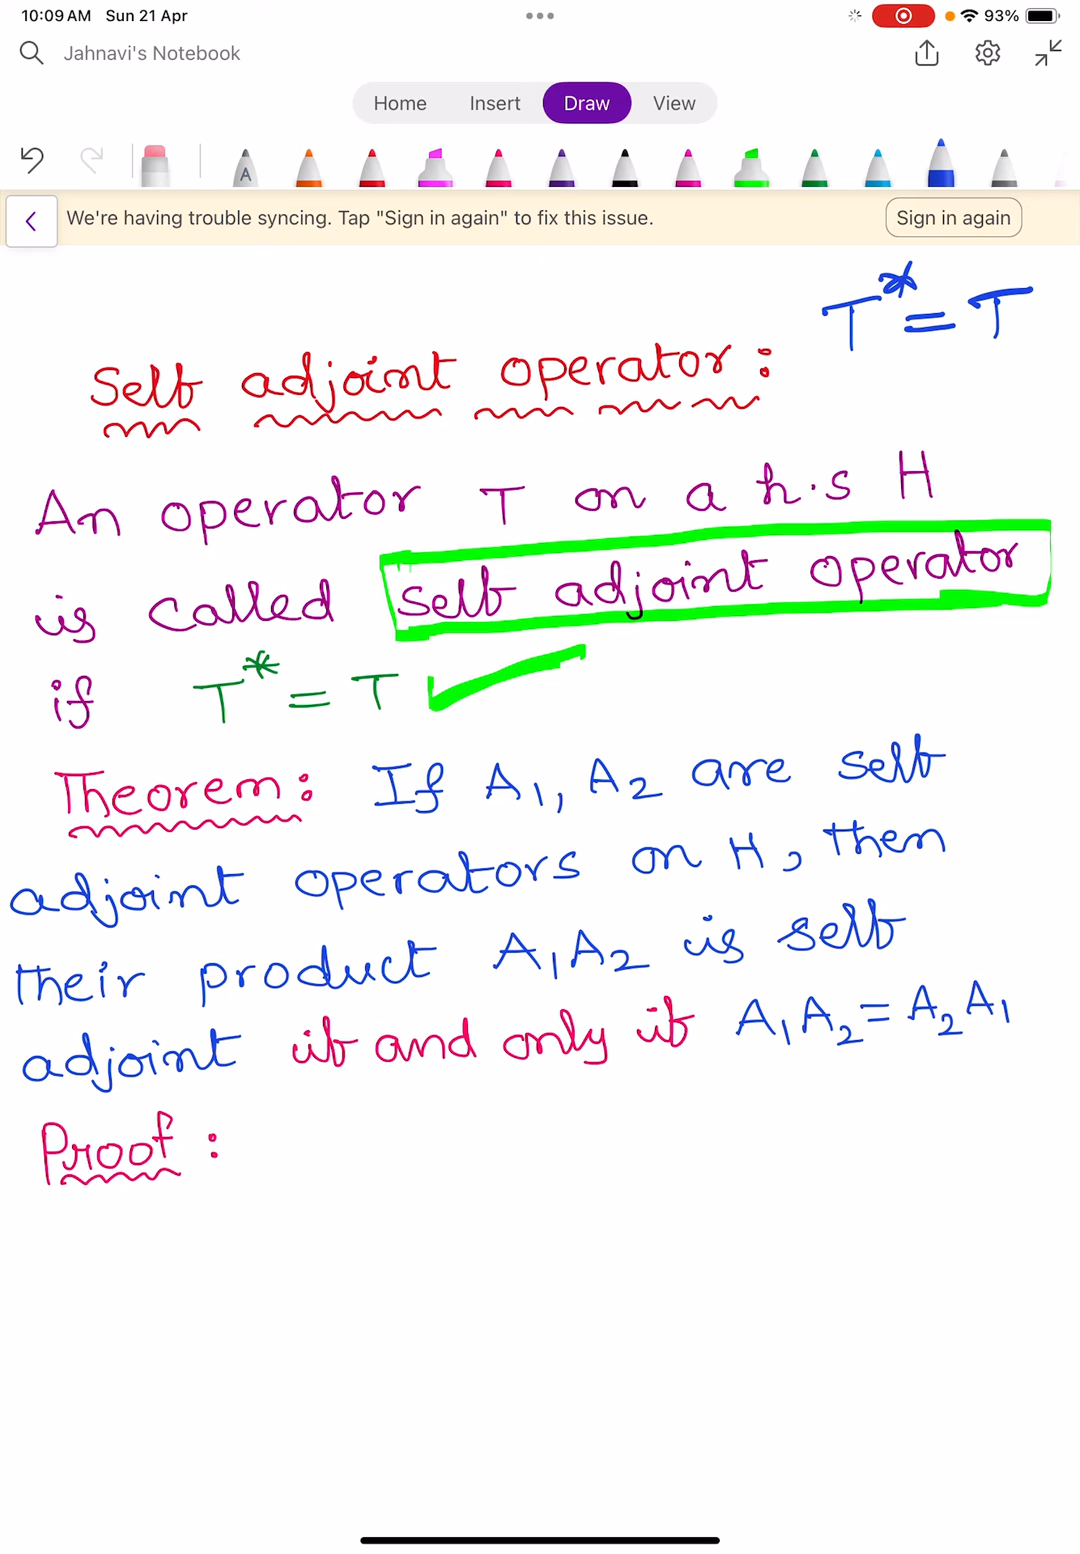 10:09 AM Sun 21 Apr
93%
Jahnavi's Notebook
Home Insert Draw View
A
We're having trouble syncing. Tap "Sign in again" to fix this issue. Sign in again
T* = T
Self adjoint operator :
An operator T on a h.s H
is called self adjoint operator
if T* = T
Theorem : If A1, A2 are self
adjoint operators on H, then
their product A1A2 is self
adjoint if and only if A1A2 = A2A1
Proof :